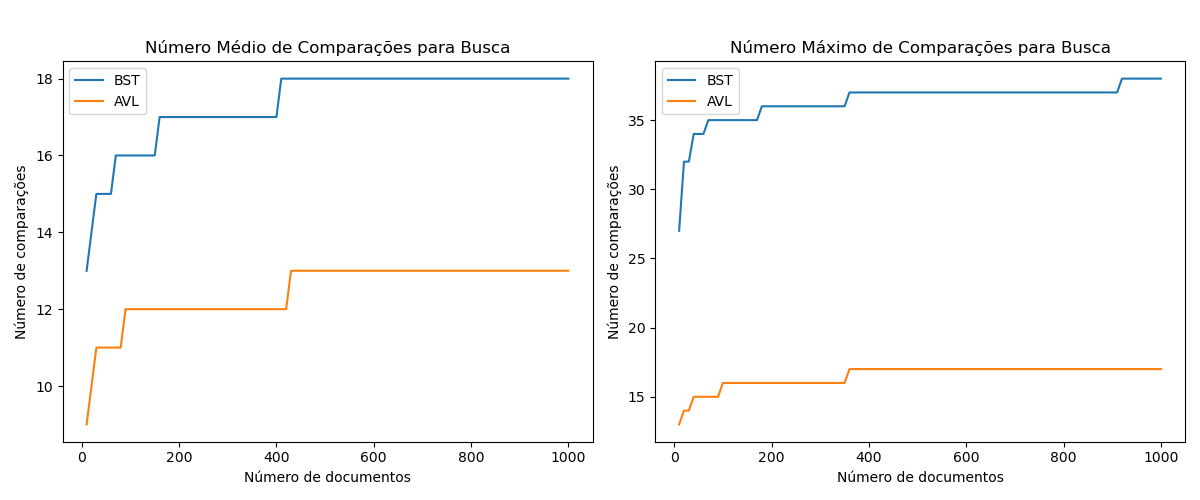 Número Médio de Comparações para Busca
BST
AVL
18
16
14
12
10
Número de comparações
0 200 400 600 800 1000
Número de documentos
Número Máximo de Comparações para Busca
BST
AVL
35
30
25
20
15
Número de comparações
0 200 400 600 800 1000
Número de documentos